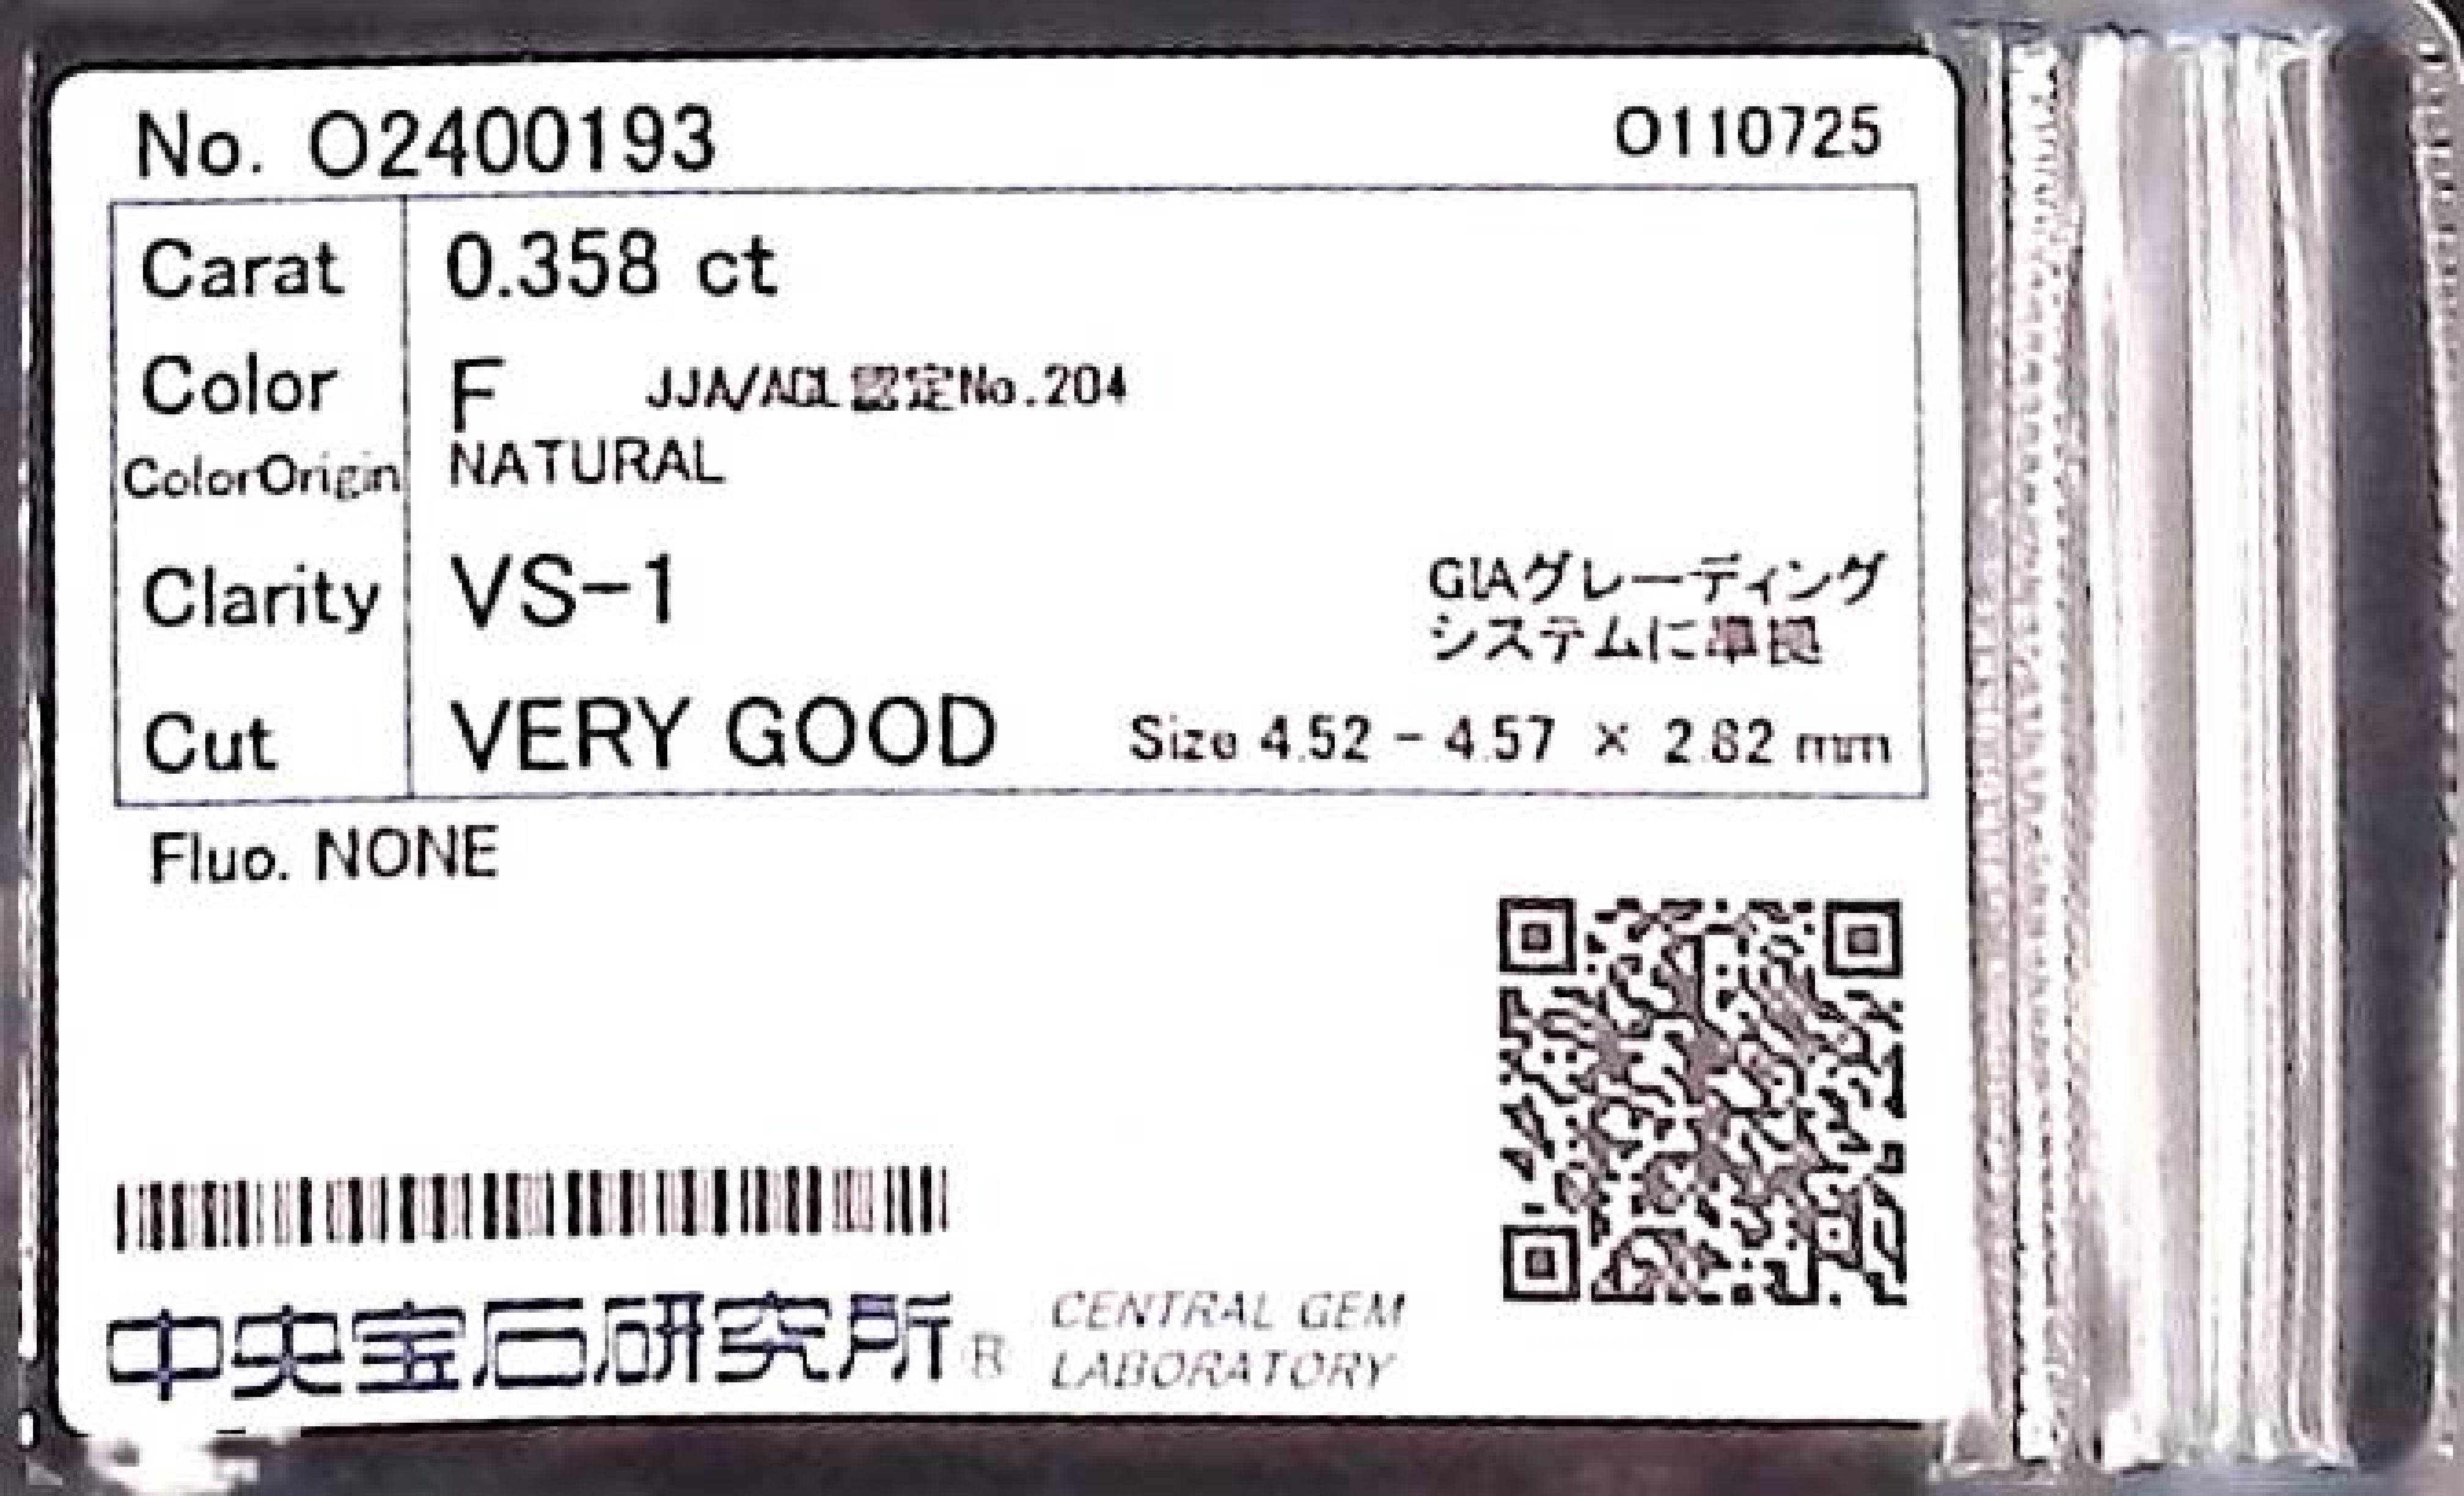 No. O2400193
O110725
Carat 0.358 ct
Color F JJA/AGL認定No.204
ColorOrigin NATURAL
Clarity VS-1
GIAグレーディング
システムに準拠
Cut VERY GOOD Size 4.52 - 4.57 × 2.82 mm
Fluo. NONE
中央宝石研究所® CENTRAL GEM
LABORATORY